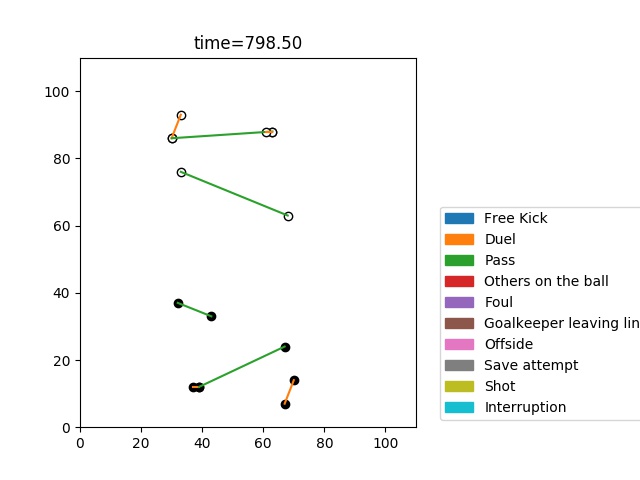 time=798.50
100
80
60
40
20
0
0 20 40 60 80 100
Free Kick
Duel
Pass
Others on the ball
Foul
Goalkeeper leaving lin
Offside
Save attempt
Shot
Interruption